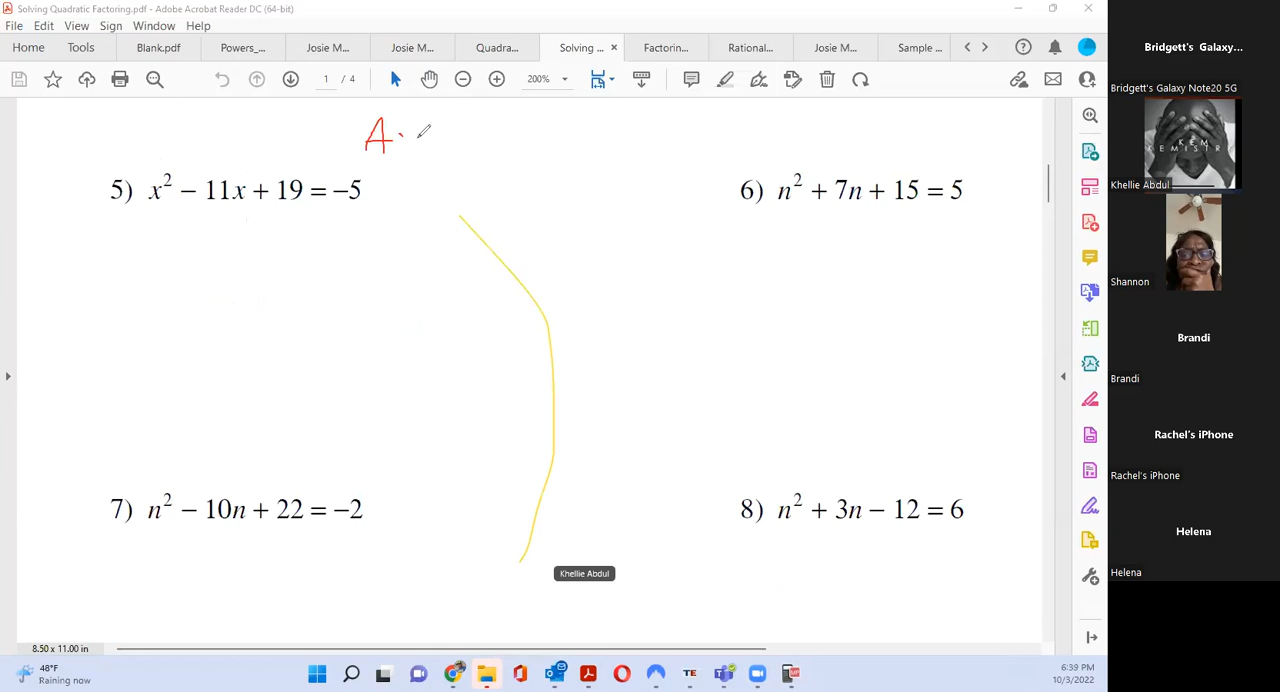 Solving Quadratic Factoring.pdf - Adobe Acrobat Reader DC (64-bit)
File Edit View Sign Window Help
Home Tools Blank.pdf Powers_... Josie M... Josie M... Quadra... Solving ... Factorin... Rational... Josie M... Sample ...
1 / 4 200%
A.
5) x² − 11x + 19 = −5
6) n² + 7n + 15 = 5
7) n² − 10n + 22 = −2
8) n² + 3n − 12 = 6
Khellie Abdul
8.50 x 11.00 in
Bridgett's Galaxy...
Bridgett's Galaxy Note20 5G
KEM
KEMISTRY
Khellie Abdul
Shannon
Brandi
Brandi
Rachel's iPhone
Rachel's iPhone
Helena
Helena
48°F
Raining now
TE
6:39 PM
10/3/2022